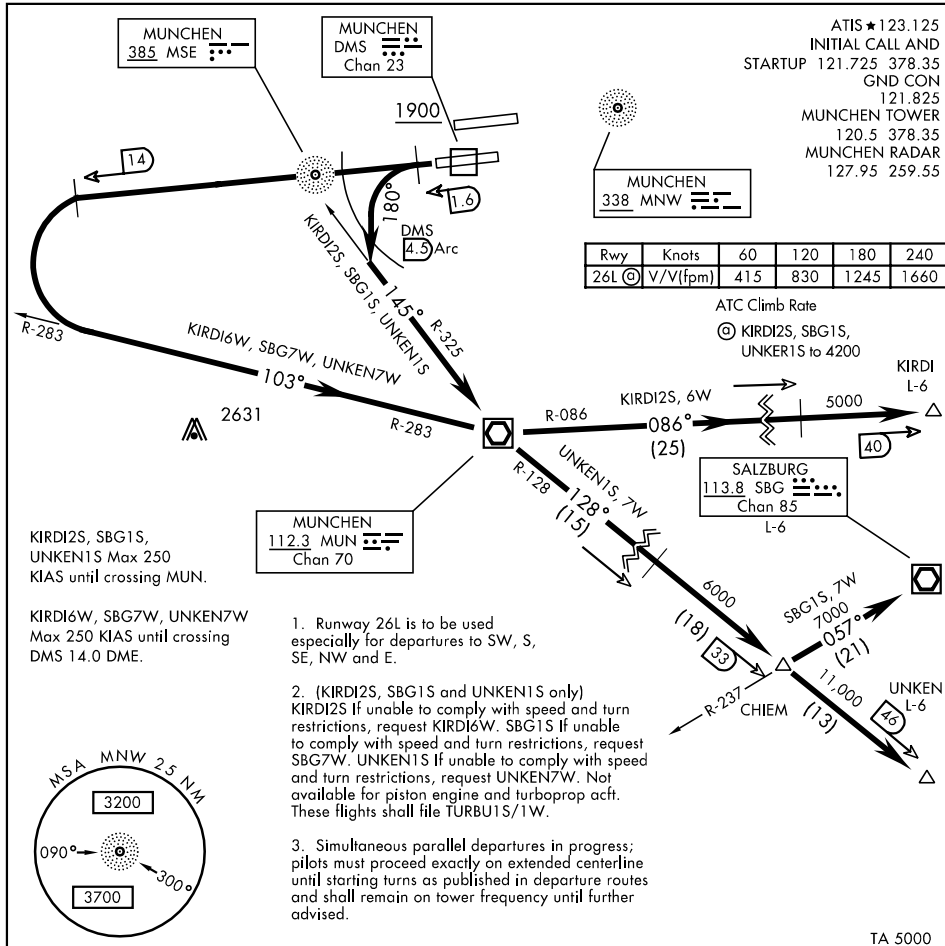 MUNCHEN
385 MSE
MUNCHEN
DMS
Chan 23
ATIS ★ 123.125
INITIAL CALL AND
STARTUP 121.725 378.35
GND CON
121.825
MUNCHEN TOWER
120.5 378.35
MUNCHEN RADAR
127.95 259.55
1900
14
1.6
180°
DMS
4.5 Arc
MUNCHEN
338 MNW
KIRDI2S, SBG1S, UNKEN1S
145°
R-325
Rwy Knots 60 120 180 240
26L ⓐ V/V(fpm) 415 830 1245 1660
ATC Climb Rate
ⓐ KIRDI2S, SBG1S,
UNKER1S to 4200
R-283
KIRDI6W, SBG7W, UNKEN7W
103°
R-283
2631
KIRDI
L-6
KIRDI2S, 6W
5000
R-086
086°
(25)
40
UNKEN1S, 7W
R-128
128°
(15)
SALZBURG
113.8 SBG
Chan 85
L-6
MUNCHEN
112.3 MUN
Chan 70
KIRDI2S, SBG1S,
UNKEN1S Max 250
KIAS until crossing MUN.
KIRDI6W, SBG7W, UNKEN7W
Max 250 KIAS until crossing
DMS 14.0 DME.
6000
(18)
33
SBG1S, 7W
7000
057°
(21)
R-237
CHIEM
11,000
(13)
46
UNKEN
L-6
1. Runway 26L is to be used
especially for departures to SW, S,
SE, NW and E.
2. (KIRDI2S, SBG1S and UNKEN1S only)
KIRDI2S If unable to comply with speed and turn
restrictions, request KIRDI6W. SBG1S If unable
to comply with speed and turn restrictions, request
SBG7W. UNKEN1S If unable to comply with speed
and turn restrictions, request UNKEN7W. Not
available for piston engine and turboprop acft.
These flights shall file TURBU1S/1W.
3. Simultaneous parallel departures in progress;
pilots must proceed exactly on extended centerline
until starting turns as published in departure routes
and shall remain on tower frequency until further
advised.
MSA MNW 25 NM
3200
090°
300°
3700
TA 5000